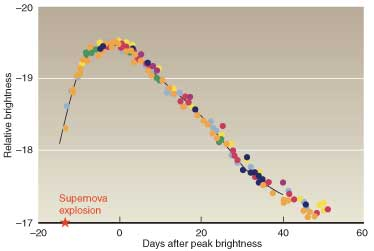 –20
–19
–18
–17
Relative brightness
Supernova
explosion
–20
0
20
40
60
Days after peak brightness